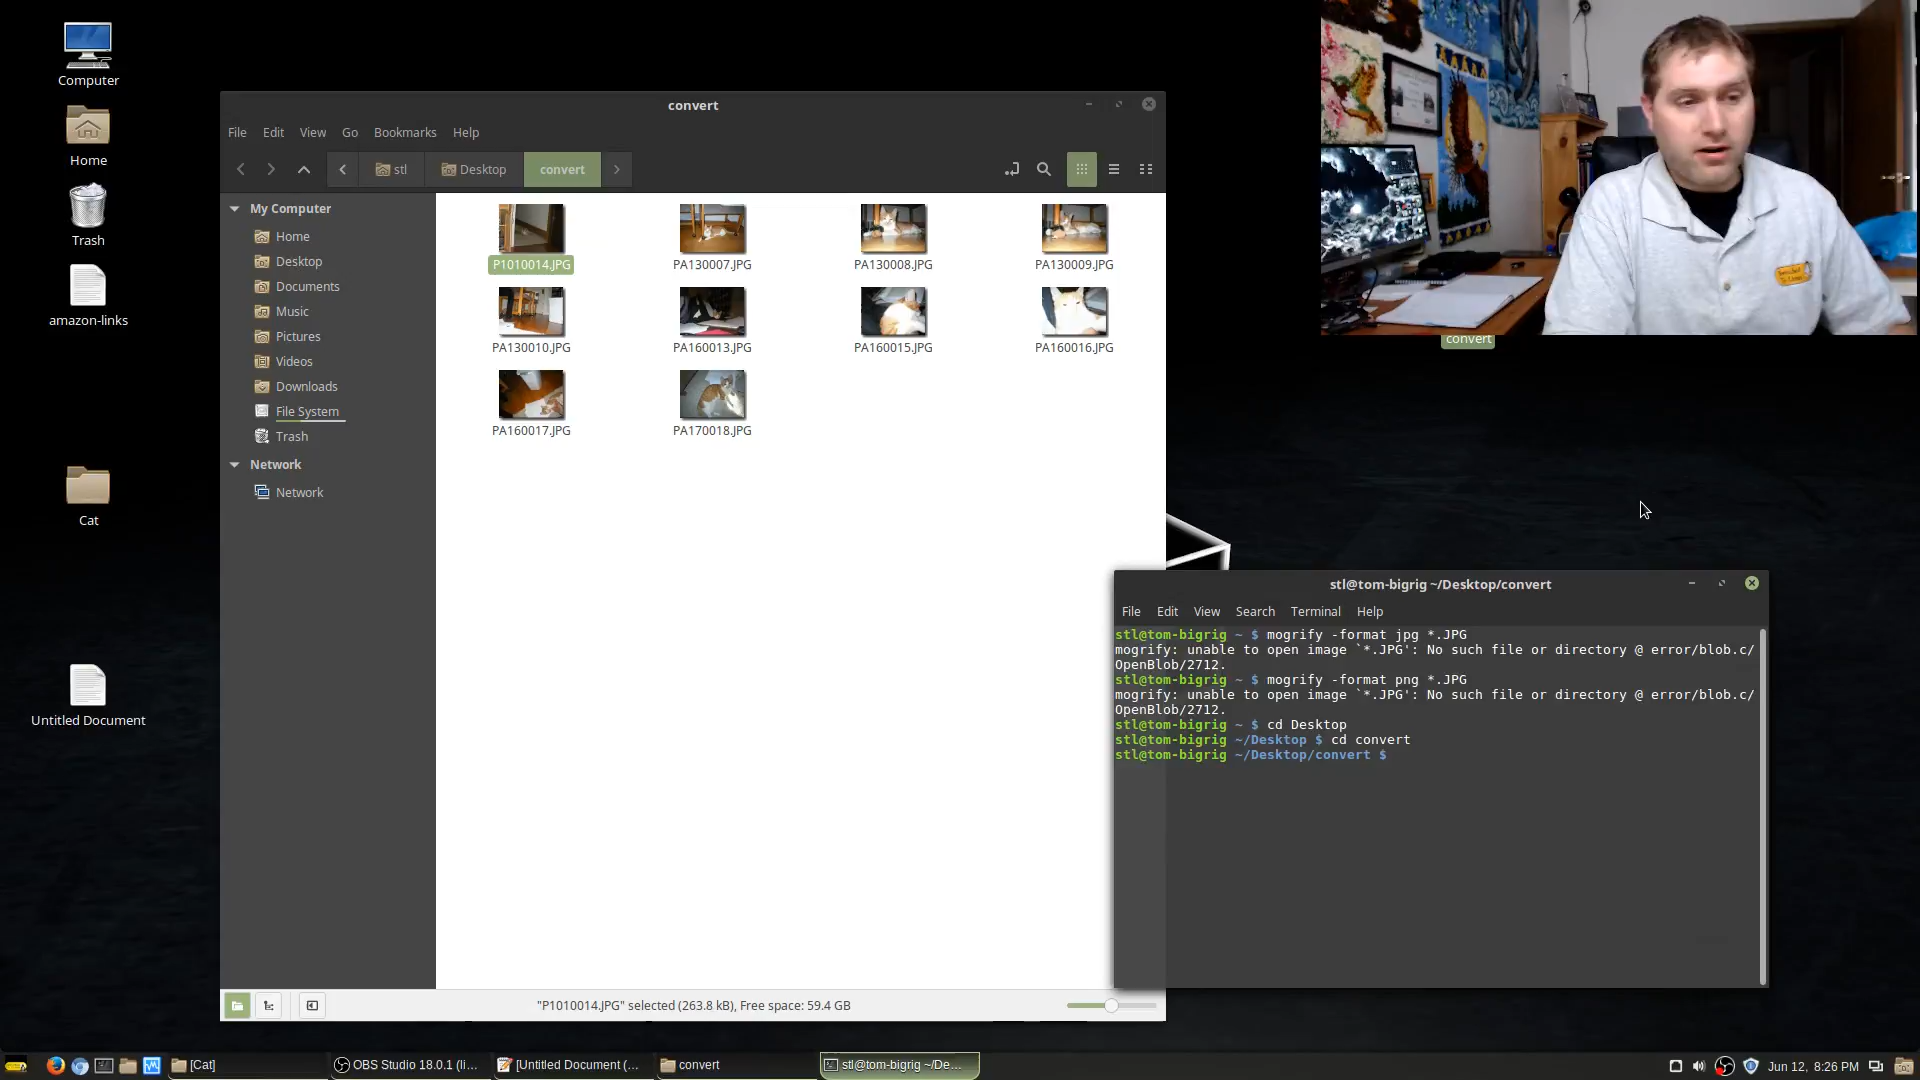 Computer
Home
Trash
amazon-links
Cat
Untitled Document
convert
File Edit View Go Bookmarks Help
stl Desktop convert
My Computer
Home
Desktop
Documents
Music
Pictures
Videos
Downloads
File System
Trash
Network
Network
P1010014.JPG PA130007.JPG PA130008.JPG PA130009.JPG
PA130010.JPG PA160013.JPG PA160015.JPG PA160016.JPG
PA160017.JPG PA170018.JPG
"P1010014.JPG" selected (263.8 kB), Free space: 59.4 GB
convert
stl@tom-bigrig ~/Desktop/convert
File Edit View Search Terminal Help
stl@tom-bigrig ~ $ mogrify -format jpg *.JPG
mogrify: unable to open image `*.JPG': No such file or directory @ error/blob.c/
OpenBlob/2712.
stl@tom-bigrig ~ $ mogrify -format png *.JPG
mogrify: unable to open image `*.JPG': No such file or directory @ error/blob.c/
OpenBlob/2712.
stl@tom-bigrig ~ $ cd Desktop
stl@tom-bigrig ~/Desktop $ cd convert
stl@tom-bigrig ~/Desktop/convert $
[Cat] OBS Studio 18.0.1 (li... [Untitled Document (... convert stl@tom-bigrig ~/De... Jun 12, 8:26 PM